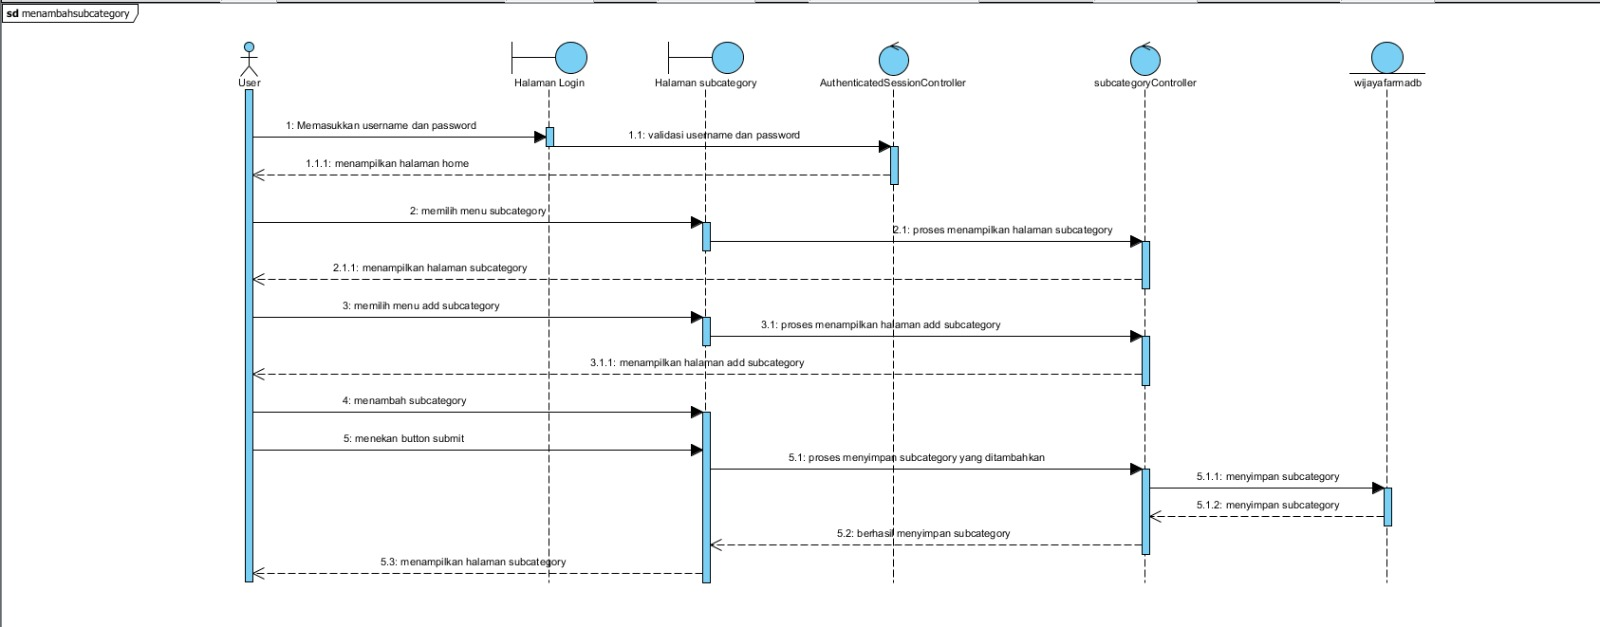 sd menambahsubcategory
User
Halaman Login
Halaman subcategory
AuthenticatedSessionController
subcategoryController
wijayafarmadb
1: Memasukkan username dan password
1.1: validasi username dan password
1.1.1: menampilkan halaman home
2: memilih menu subcategory
2.1: proses menampilkan halaman subcategory
2.1.1: menampilkan halaman subcategory
3: memilih menu add subcategory
3.1: proses menampilkan halaman add subcategory
3.1.1: menampilkan halaman add subcategory
4: menambah subcategory
5: menekan button submit
5.1: proses menyimpan subcategory yang ditambahkan
5.1.1: menyimpan subcategory
5.1.2: menyimpan subcategory
5.2: berhasil menyimpan subcategory
5.3: menampilkan halaman subcategory